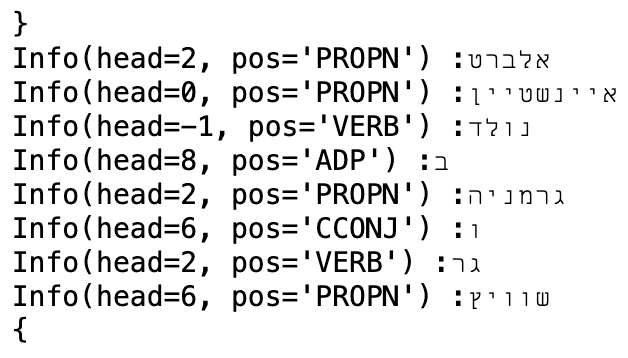 }
Info(head=2, pos='PROPN') :אלברט
Info(head=0, pos='PROPN') :איינשטיין
Info(head=-1, pos='VERB') :נולד
Info(head=8, pos='ADP') :ב
Info(head=2, pos='PROPN') :גרמניה
Info(head=6, pos='CCONJ') :ו
Info(head=2, pos='VERB') :גר
Info(head=6, pos='PROPN') :שוויץ
{